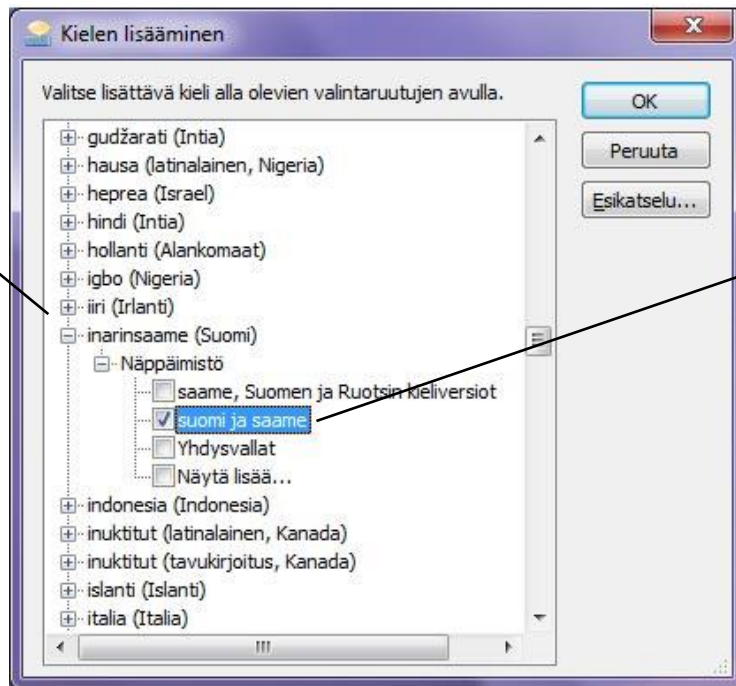 Kielen lisääminen
Valitse lisättävä kieli alla olevien valintaruutujen avulla.
OK
Peruuta
Esikatselu...
gudžarati (Intia)
hausa (latinalainen, Nigeria)
heprea (Israel)
hindi (Intia)
hollanti (Alankomaat)
igbo (Nigeria)
iiri (Irlanti)
inarinsaame (Suomi)
Näppäimistö
saame, Suomen ja Ruotsin kieliversiot
suomi ja saame
Yhdysvallat
Näytä lisää...
indonesia (Indonesia)
inuktitut (latinalainen, Kanada)
inuktitut (tavukirjoitus, Kanada)
islanti (Islanti)
italia (Italia)